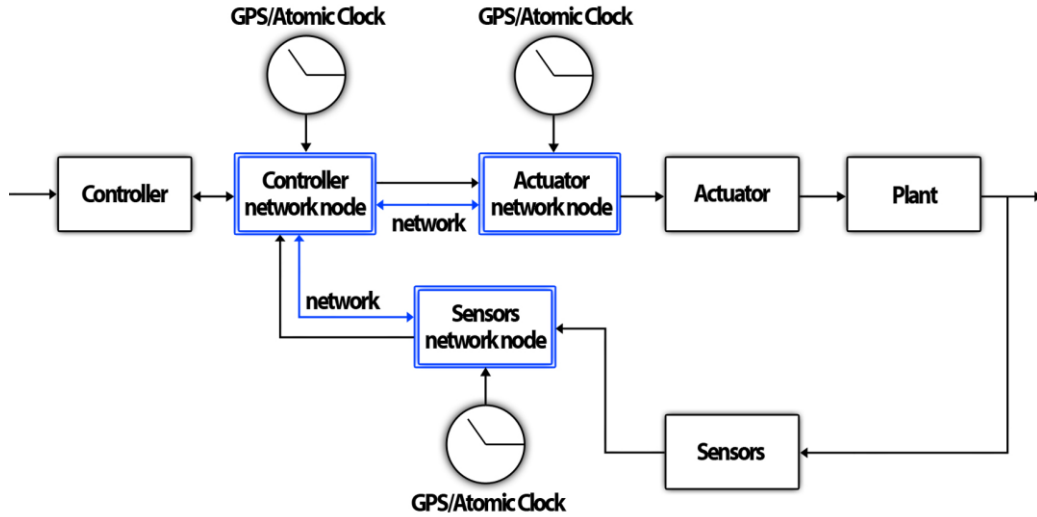 GPS/Atomic Clock
GPS/Atomic Clock
Controller
Controller
network node
network
Actuator
network node
Actuator
Plant
network
Sensors
network node
Sensors
GPS/Atomic Clock